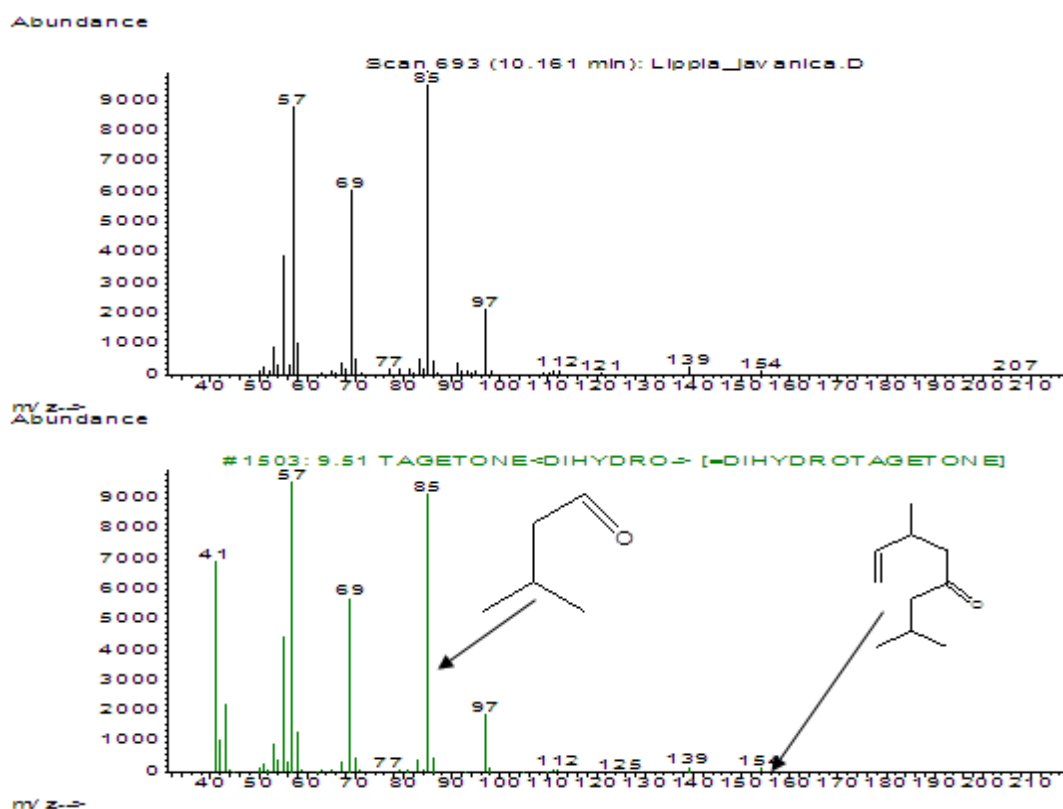 Abundance
Scan 693 (10.161 min): Lippia_javanica.D
85
9000
57
8000
7000
69
6000
5000
4000
3000
97
2000
1000
77 112 121 139 154 207
0
40 50 60 70 80 90 100 110 120 130 140 150 160 170 180 190 200 210
m/z-->
Abundance
#1503: 9.51 TAGETONE<DIHYDRO-> [=DIHYDROTAGETONE]
57
85
9000
8000
O
7000
41
6000
69
O
5000
4000
3000
97
2000
1000
77 112 125 139 154
0
40 50 60 70 80 90 100 110 120 130 140 150 160 170 180 190 200 210
m/z-->